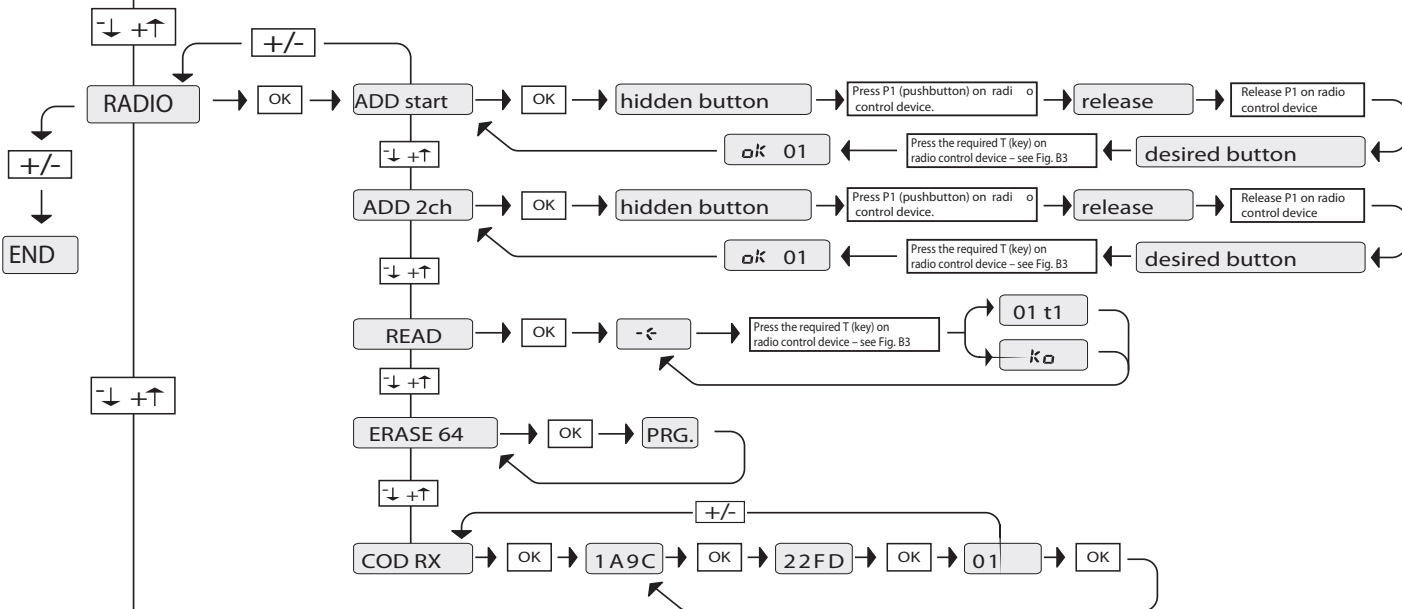 - ↓ + ↑
+/-
RADIO
OK
ADD start
OK
hidden button
Press P1 (pushbutton) on radi o
control device.
release
Release P1 on radio
control device
- ↓ + ↑
ok 01
Press the required T (key) on
radio control device – see Fig. B3
desired button
+/-
ADD 2ch
OK
hidden button
Press P1 (pushbutton) on radi o
control device.
release
Release P1 on radio
control device
END
- ↓ + ↑
ok 01
Press the required T (key) on
radio control device – see Fig. B3
desired button
READ
OK
Press the required T (key) on
radio control device – see Fig. B3
01 t1
Ko
- ↓ + ↑
- ↓ + ↑
ERASE 64
OK
PRG.
- ↓ + ↑
+/-
COD RX
OK
1A9C
OK
22FD
OK
01
OK